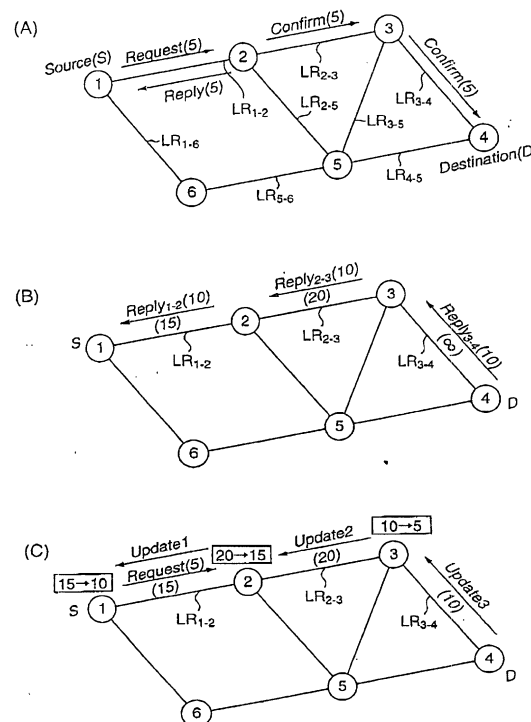 (A)
Source(S)
Request(5)
Confirm(5)
Confirm(5)
Reply(5)
1
2
3
4
5
6
LR1-2
LR2-3
LR2-5
LR3-5
LR3-4
LR1-6
LR5-6
LR4-5
Destination(D
(B)
Reply1-2(10)
(15)
Reply2-3(10)
(20)
Reply3-4(10)
(∞)
S
1
2
3
4
5
6
D
LR1-2
LR2-3
LR3-4
(C)
Update1
Update2
Update3
15→10
20→15
10→5
Request(5)
(15)
(20)
(10)
S
1
2
3
4
5
6
D
LR1-2
LR2-3
LR3-4